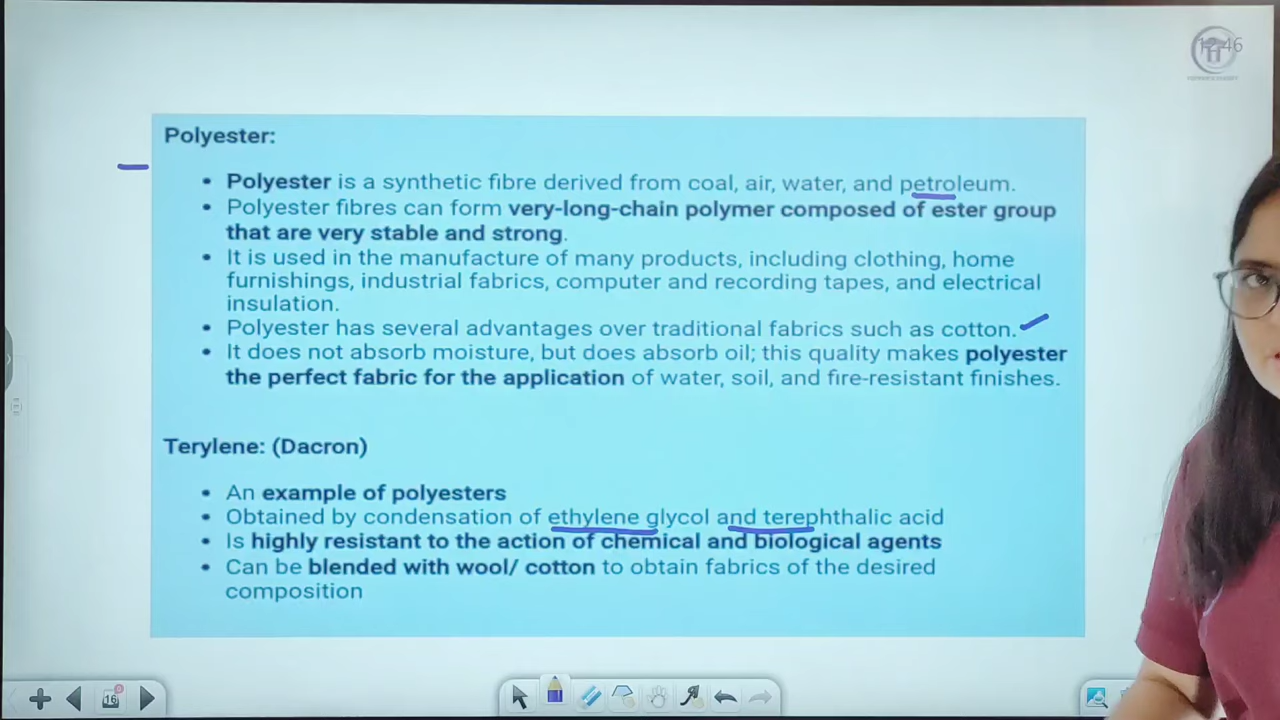 Polyester:
• Polyester is a synthetic fibre derived from coal, air, water, and petroleum.
• Polyester fibres can form very-long-chain polymer composed of ester group
that are very stable and strong.
• It is used in the manufacture of many products, including clothing, home
furnishings, industrial fabrics, computer and recording tapes, and electrical
insulation.
• Polyester has several advantages over traditional fabrics such as cotton.
• It does not absorb moisture, but does absorb oil; this quality makes polyester
the perfect fabric for the application of water, soil, and fire-resistant finishes.
Terylene: (Dacron)
• An example of polyesters
• Obtained by condensation of ethylene glycol and terephthalic acid
• Is highly resistant to the action of chemical and biological agents
• Can be blended with wool/ cotton to obtain fabrics of the desired
composition
16